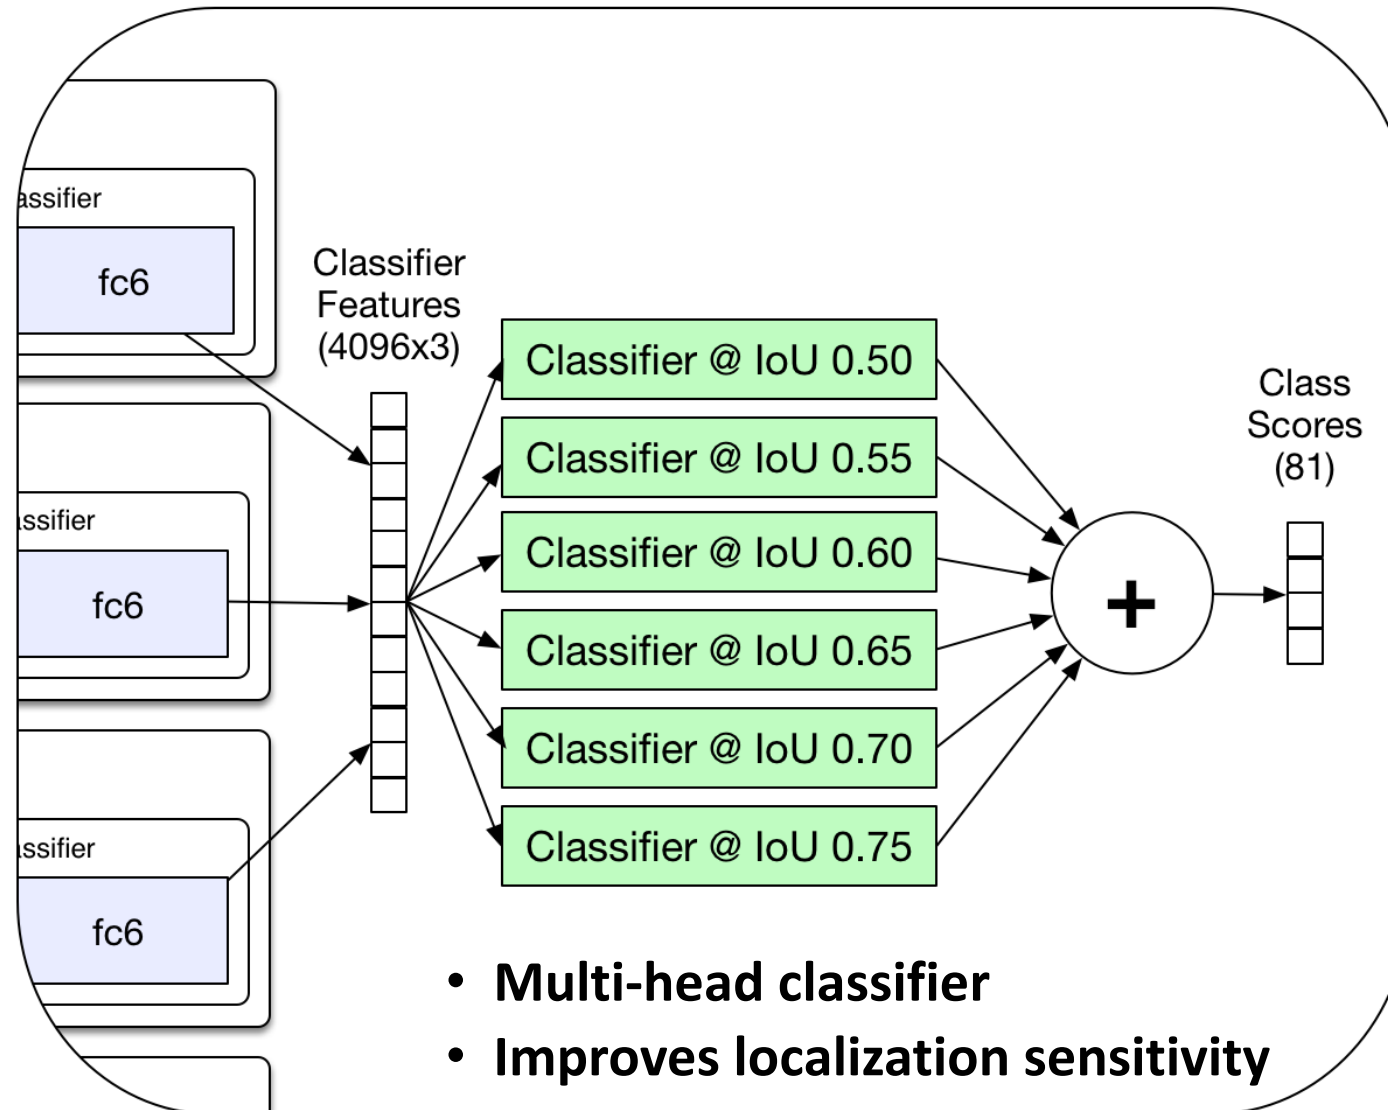 assifier
fc6
Classifier
Features
(4096x3)
Classifier @ IoU 0.50
Classifier @ IoU 0.55
Classifier @ IoU 0.60
Classifier @ IoU 0.65
Classifier @ IoU 0.70
Classifier @ IoU 0.75
+
Class
Scores
(81)
assifier
fc6
assifier
fc6
• Multi-head classifier
• Improves localization sensitivity